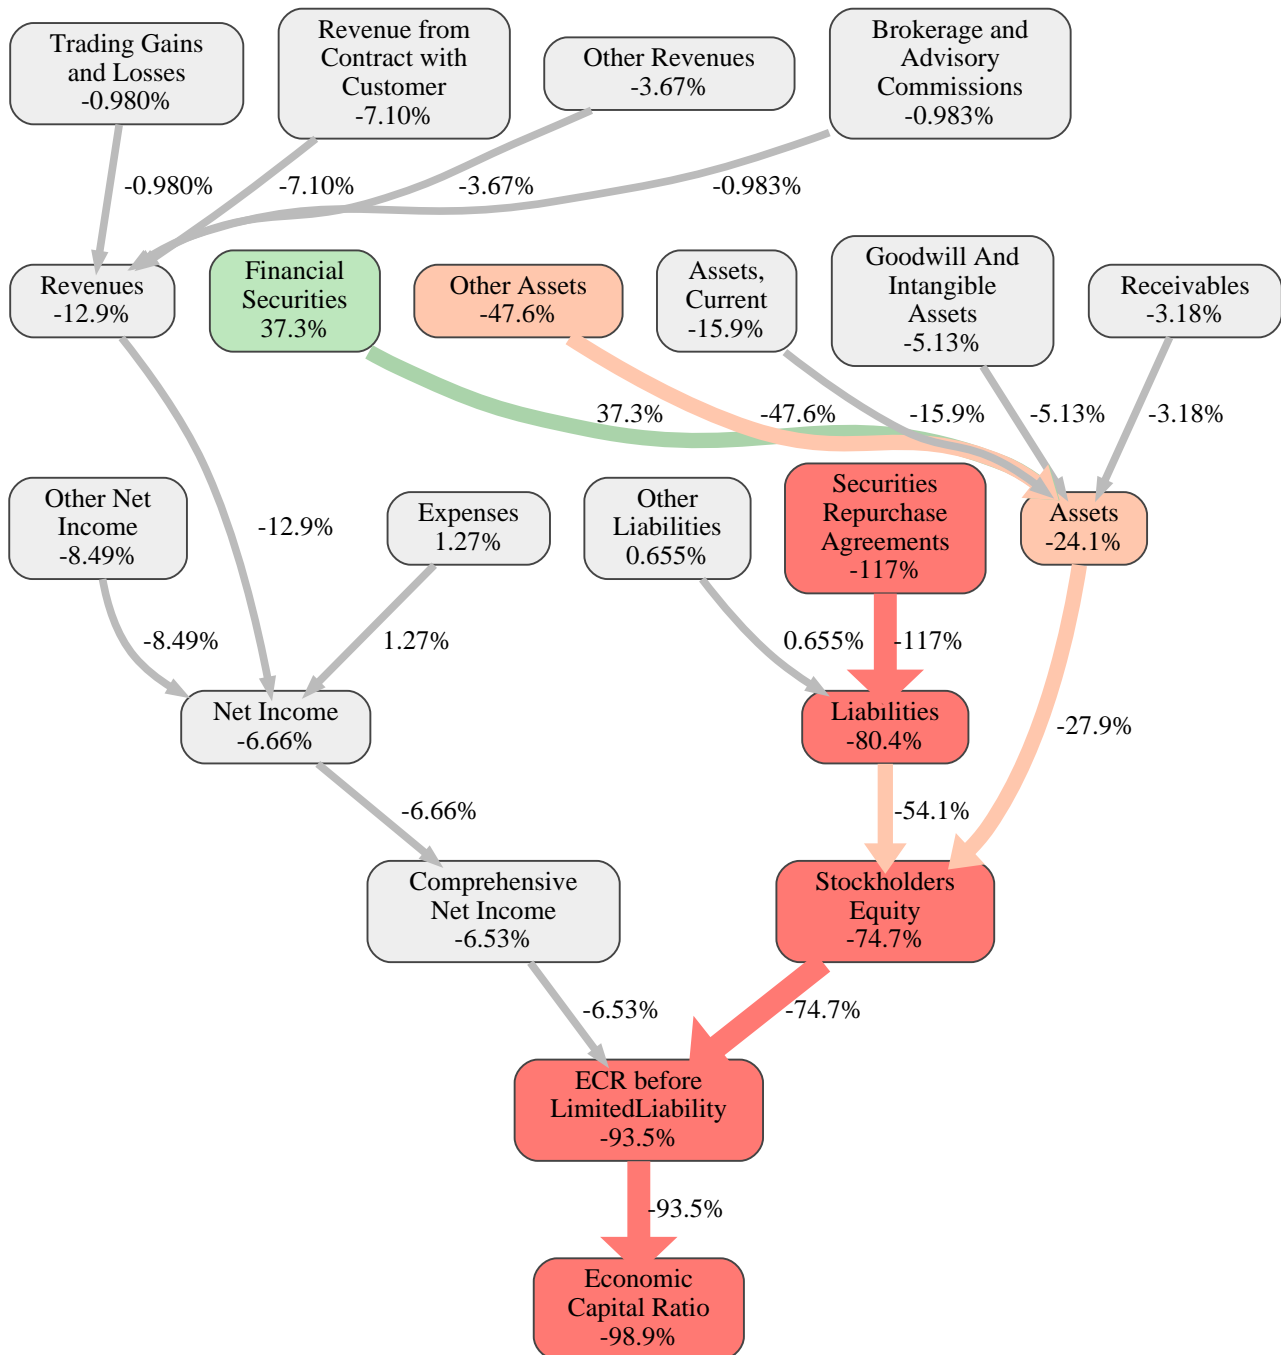 Trading Gains
and Losses
-0.980%
Revenue from
Contract with
Customer
-7.10%
Other Revenues
-3.67%
Brokerage and
Advisory
Commissions
-0.983%
-0.980%
-7.10%
-3.67%
-0.983%
Revenues
-12.9%
Financial
Securities
37.3%
Other Assets
-47.6%
Assets,
Current
-15.9%
Goodwill And
Intangible
Assets
-5.13%
Receivables
-3.18%
37.3%
-47.6%
-15.9%
-5.13%
-3.18%
Other Net
Income
-8.49%
-12.9%
Expenses
1.27%
Other
Liabilities
0.655%
Securities
Repurchase
Agreements
-117%
Assets
-24.1%
-8.49%
1.27%
0.655%
-117%
Net Income
-6.66%
Liabilities
-80.4%
-27.9%
-6.66%
-54.1%
Comprehensive
Net Income
-6.53%
Stockholders
Equity
-74.7%
-6.53%
-74.7%
ECR before
LimitedLiability
-93.5%
-93.5%
Economic
Capital Ratio
-98.9%